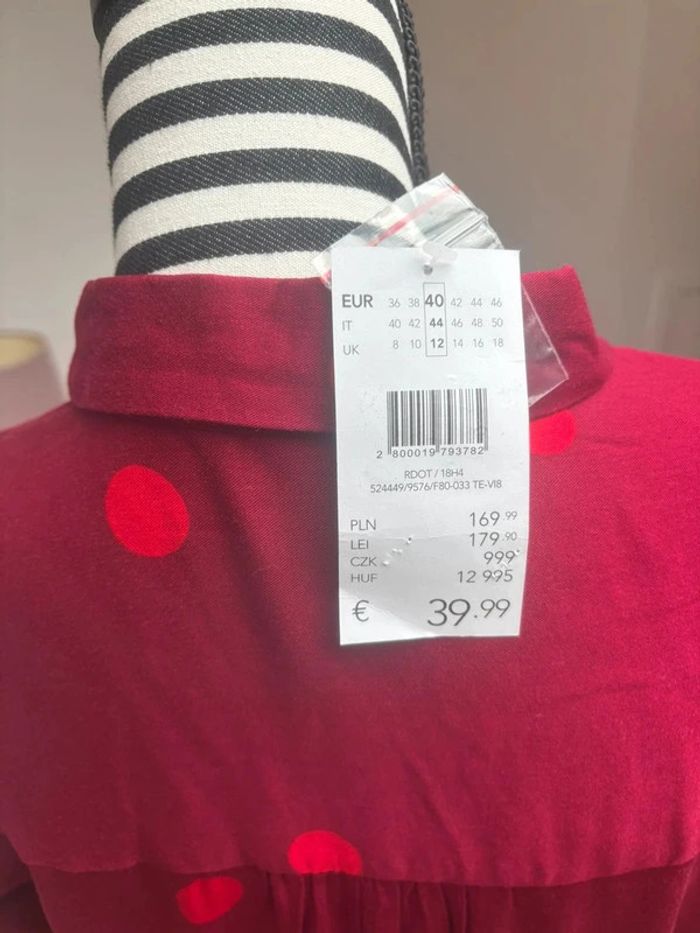 EUR 36 38 40 42 44 46
IT 40 42 44 46 48 50
UK 8 10 12 14 16 18
2 800019 793782
RDOT / 18H4
524449/9576/F80-033 TE-VI8
PLN 169.99
LEI 179.90
CZK 999
HUF 12 995
€ 39.99